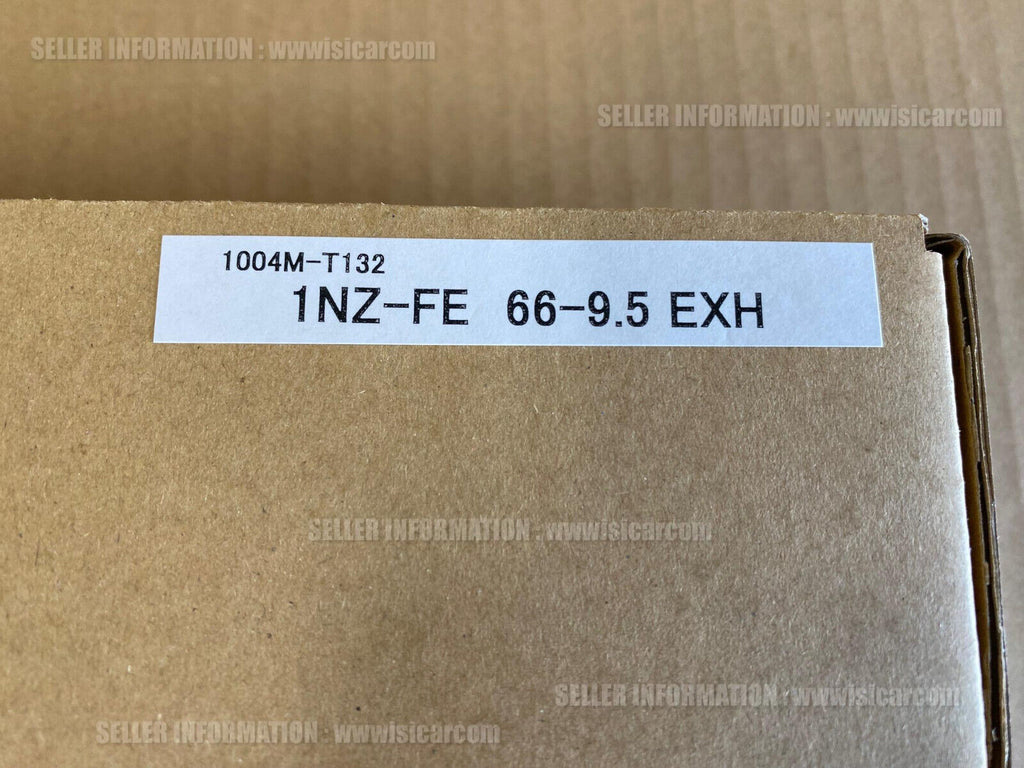 SELLER INFORMATION : wwwisicarcom
SELLER INFORMATION : wwwisicarcom
1004M-T132
1NZ-FE 66-9.5 EXH
SELLER INFORMATION : wwwisicarcom
SELLER INFORMATION : wwwisicarcom
SELLER INFORMATION : wwwisicarcom